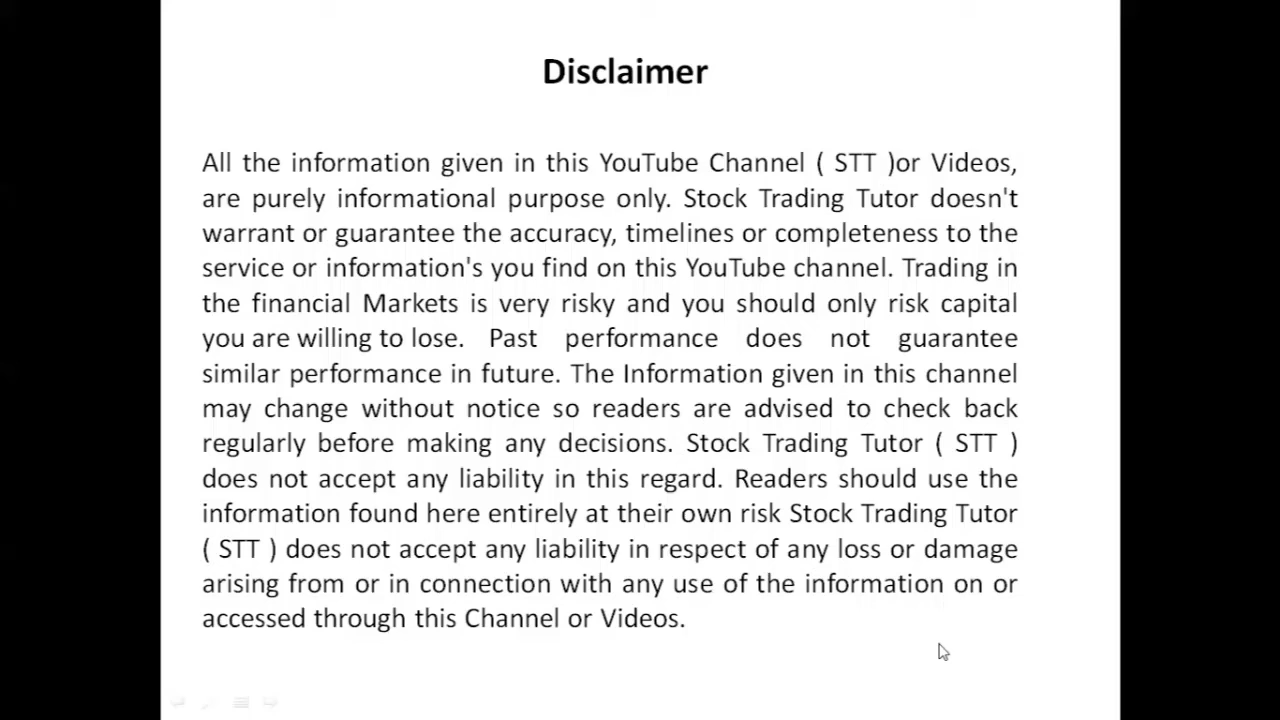 Disclaimer
All the information given in this YouTube Channel ( STT )or Videos,
are purely informational purpose only. Stock Trading Tutor doesn't
warrant or guarantee the accuracy, timelines or completeness to the
service or information's you find on this YouTube channel. Trading in
the financial Markets is very risky and you should only risk capital
you are willing to lose. Past performance does not guarantee
similar performance in future. The Information given in this channel
may change without notice so readers are advised to check back
regularly before making any decisions. Stock Trading Tutor ( STT )
does not accept any liability in this regard. Readers should use the
information found here entirely at their own risk Stock Trading Tutor
( STT ) does not accept any liability in respect of any loss or damage
arising from or in connection with any use of the information on or
accessed through this Channel or Videos.